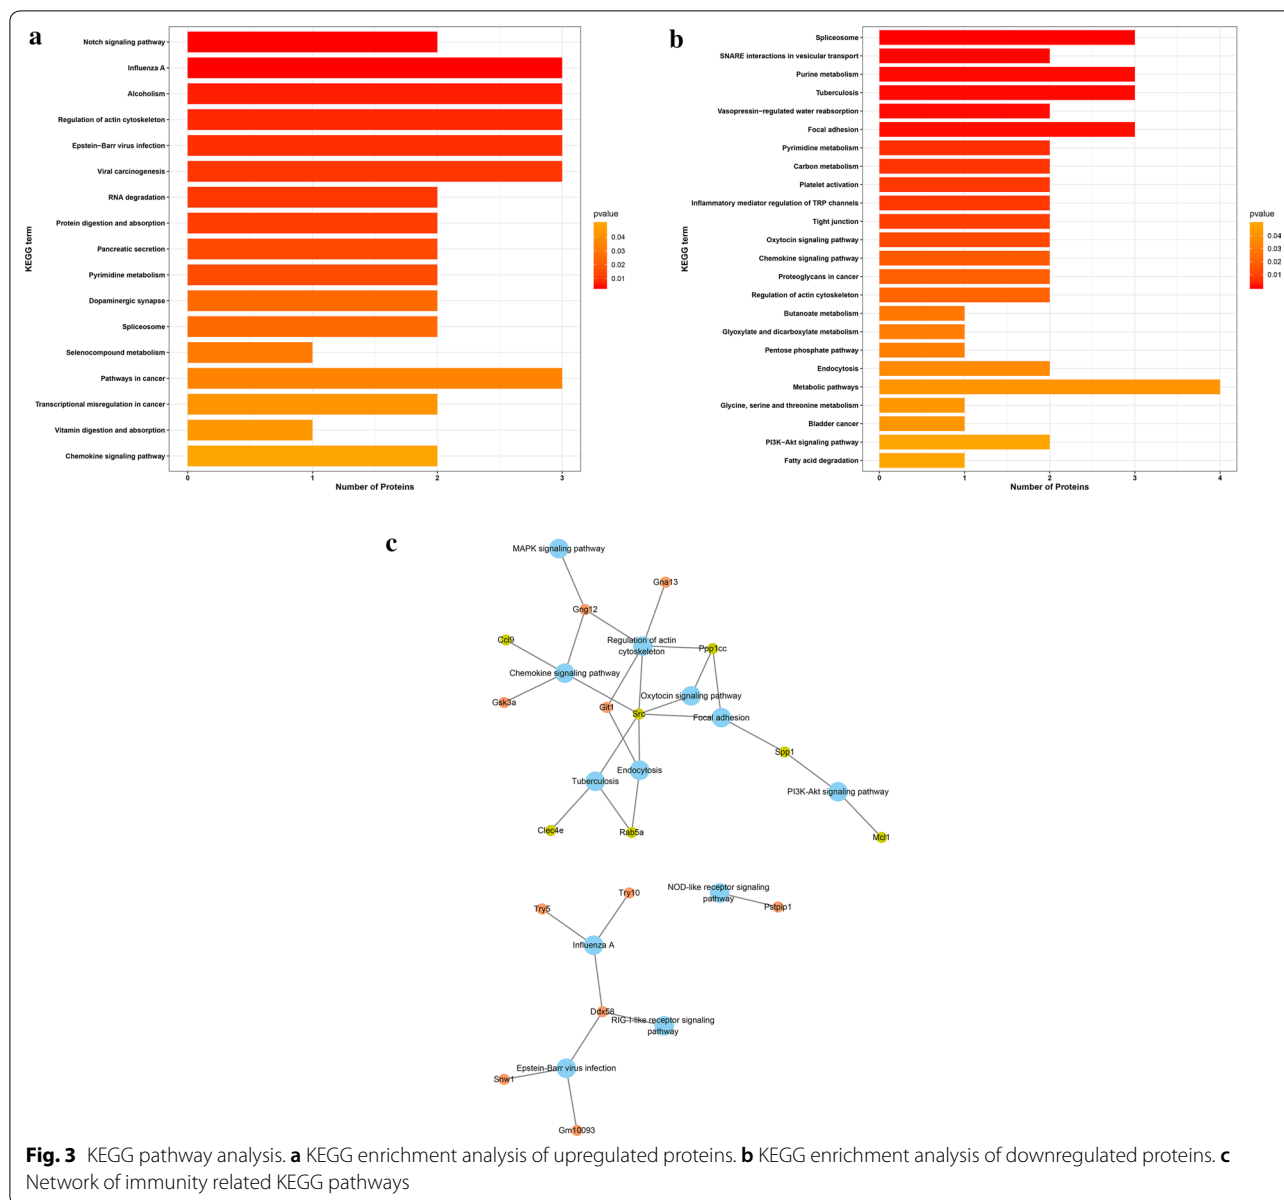 a
Notch signaling pathway
Influenza A
Alcoholism
Regulation of actin cytoskeleton
Epstein−Barr virus infection
Viral carcinogenesis
RNA degradation
Protein digestion and absorption
Pancreatic secretion
Pyrimidine metabolism
Dopaminergic synapse
Spliceosome
Selenocompound metabolism
Pathways in cancer
Transcriptional misregulation in cancer
Vitamin digestion and absorption
Chemokine signaling pathway
KEGG term
0 1 2 3
Number of Proteins
pvalue
0.04
0.03
0.02
0.01
b
Spliceosome
SNARE interactions in vesicular transport
Purine metabolism
Tuberculosis
Vasopressin−regulated water reabsorption
Focal adhesion
Pyrimidine metabolism
Carbon metabolism
Platelet activation
Inflammatory mediator regulation of TRP channels
Tight junction
Oxytocin signaling pathway
Chemokine signaling pathway
Proteoglycans in cancer
Regulation of actin cytoskeleton
Butanoate metabolism
Glyoxylate and dicarboxylate metabolism
Pentose phosphate pathway
Endocytosis
Metabolic pathways
Glycine, serine and threonine metabolism
Bladder cancer
PI3K−Akt signaling pathway
Fatty acid degradation
KEGG term
0 1 2 3 4
Number of Proteins
pvalue
0.04
0.03
0.02
0.01
c
MAPK signaling pathway
Gna13
Gng12
Ccl9
Regulation of actin
cytoskeleton
Ppp1cc
Chemokine signaling pathway
Oxytocin signaling pathway
Gsk3a
Git1
Src
Focal adhesion
Spp1
Endocytosis
Tuberculosis
PI3K-Akt signaling pathway
Clec4e
Rab5a
Mcl1
NOD-like receptor signaling
pathway
Pstpip1
Try10
Try5
Influenza A
Ddx58
RIG-I-like receptor signaling
pathway
Epstein-Barr virus infection
Snw1
Gm10093
Fig. 3 KEGG pathway analysis. a KEGG enrichment analysis of upregulated proteins. b KEGG enrichment analysis of downregulated proteins. c
Network of immunity related KEGG pathways